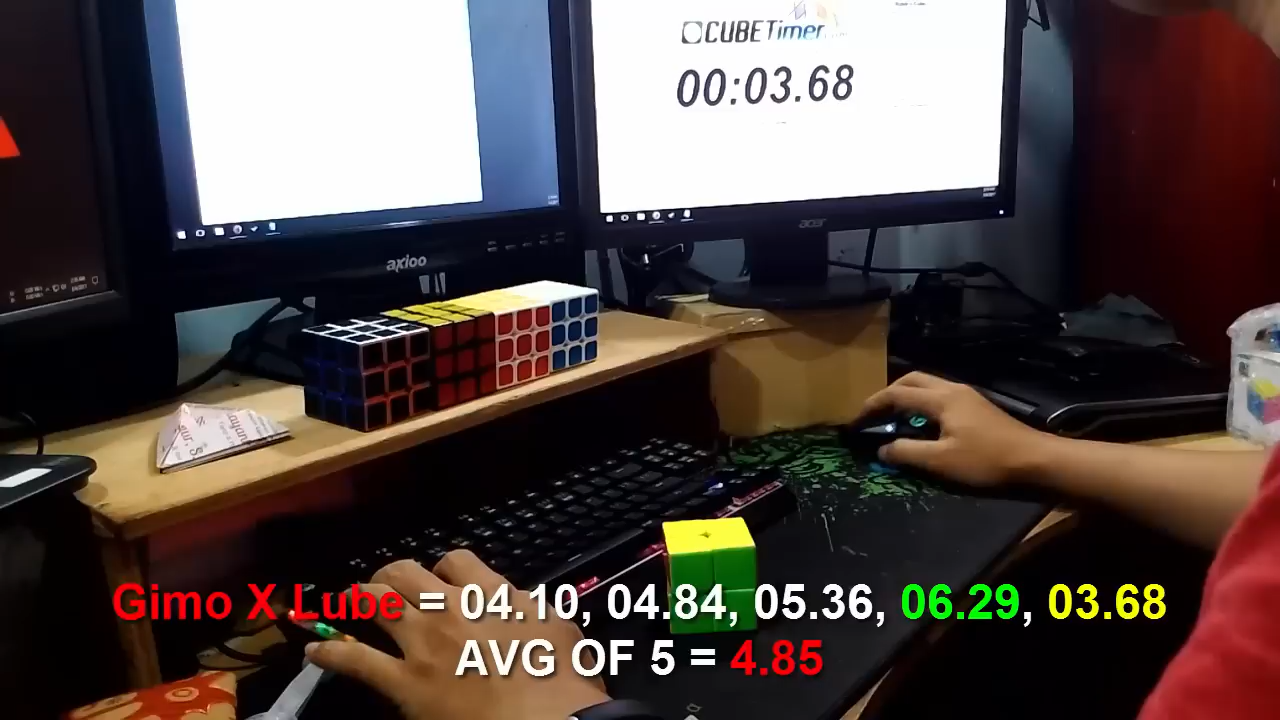 CUBETimer
00:03.68
axioo
acer
Gimo X Lube = 04.10, 04.84, 05.36, 06.29, 03.68
AVG OF 5 = 4.85